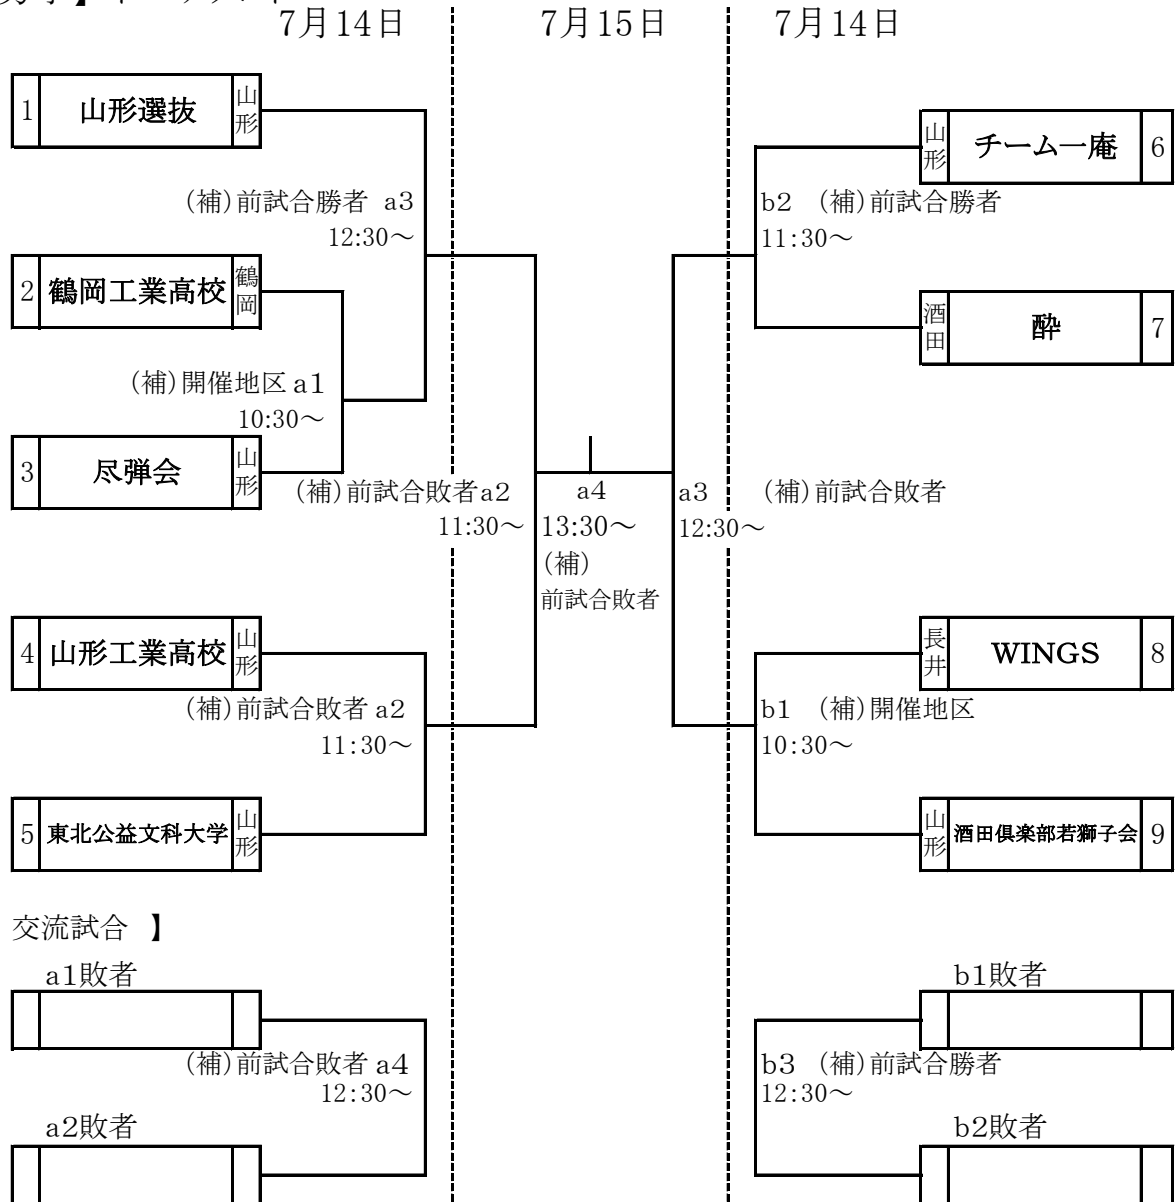 7月14日
7月15日
7月14日
1 山形選抜 山形
(補)前試合勝者 a3
12:30～
2 鶴岡工業高校 鶴岡
(補)開催地区 a1
10:30～
3 尽弾会 山形
(補)前試合敗者a2
11:30～
4 山形工業高校 山形
(補)前試合敗者 a2
11:30～
5 東北公益文科大学 山形
a4
13:30～
(補)
前試合敗者
山形 チーム一庵 6
b2 (補)前試合勝者
11:30～
酒田 酔 7
a3 (補)前試合敗者
12:30～
長井 WINGS 8
b1 (補)開催地区
10:30～
山形 酒田倶楽部若獅子会 9
交流試合 】
a1敗者
(補)前試合敗者 a4
12:30～
a2敗者
b1敗者
b3 (補)前試合勝者
12:30～
b2敗者